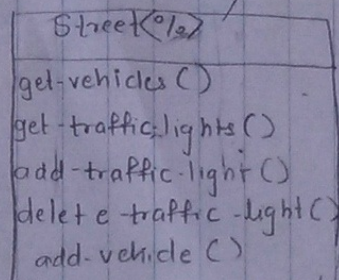 Street<%>
get-vehicles()
get-traffic-lights()
add-traffic-light()
delete-traffic-light()
add-vehicle()